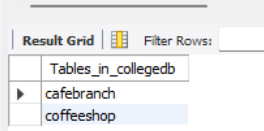 Result Grid Filter Rows:
Tables_in_collegedb
cafebranch
coffeeshop